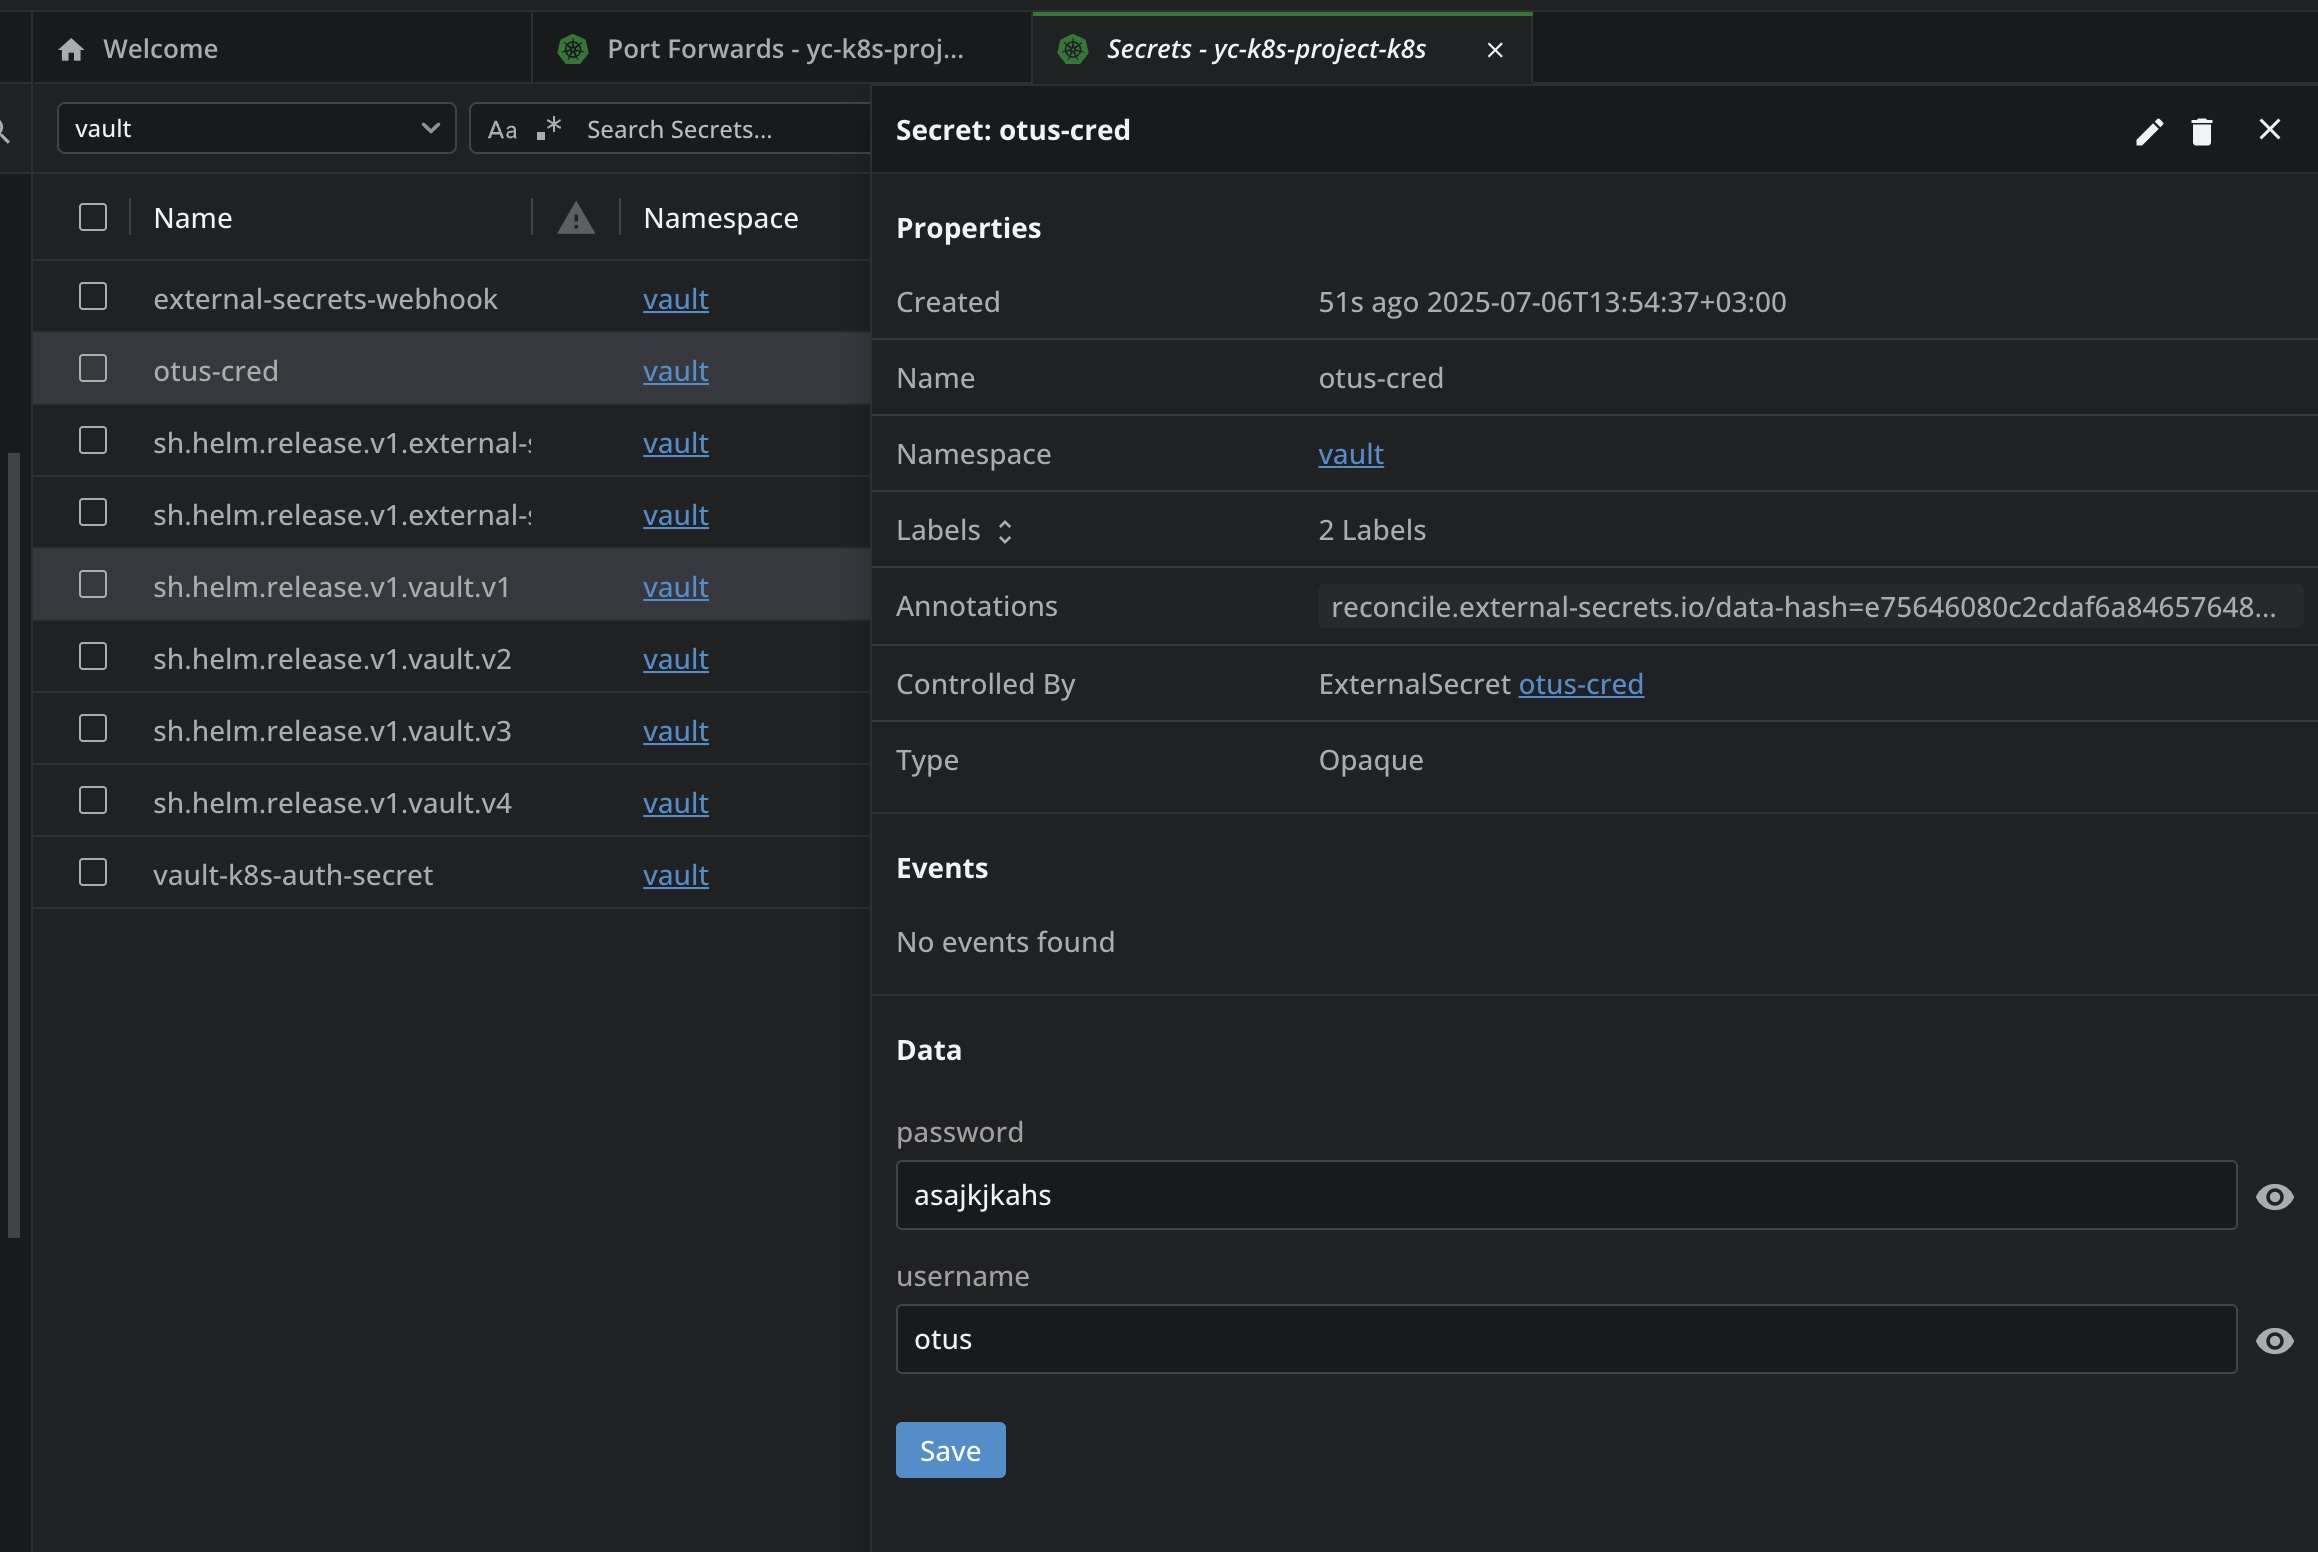 Welcome
Port Forwards - yc-k8s-proj...
Secrets - yc-k8s-project-k8s
vault
Aa .* Search Secrets...
Name Namespace
external-secrets-webhook vault
otus-cred vault
sh.helm.release.v1.external- vault
sh.helm.release.v1.external- vault
sh.helm.release.v1.vault.v1 vault
sh.helm.release.v1.vault.v2 vault
sh.helm.release.v1.vault.v3 vault
sh.helm.release.v1.vault.v4 vault
vault-k8s-auth-secret vault
Secret: otus-cred
Properties
Created 51s ago 2025-07-06T13:54:37+03:00
Name otus-cred
Namespace vault
Labels 2 Labels
Annotations reconcile.external-secrets.io/data-hash=e75646080c2cdaf6a84657648...
Controlled By ExternalSecret otus-cred
Type Opaque
Events
No events found
Data
password
asajkjkahs
username
otus
Save